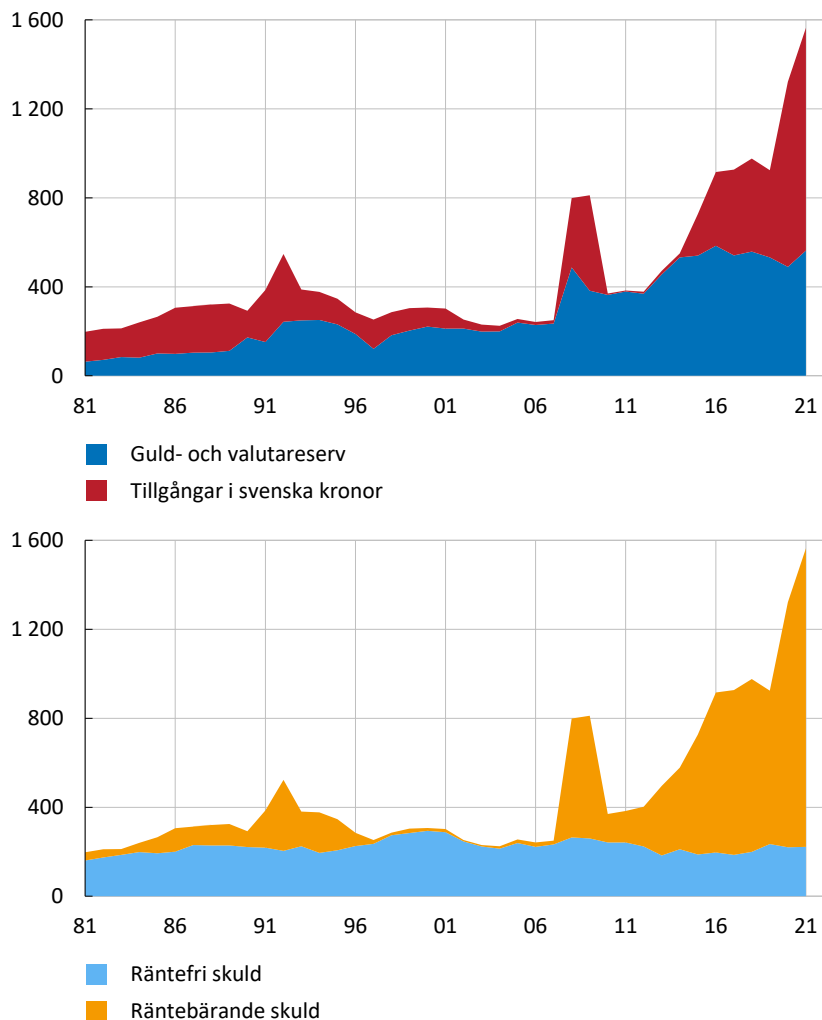 1 600
1 200
800
400
0
81 86 91 96 01 06 11 16 21
Guld- och valutareserv
Tillgångar i svenska kronor
1 600
1 200
800
400
0
81 86 91 96 01 06 11 16 21
Räntefri skuld
Räntebärande skuld